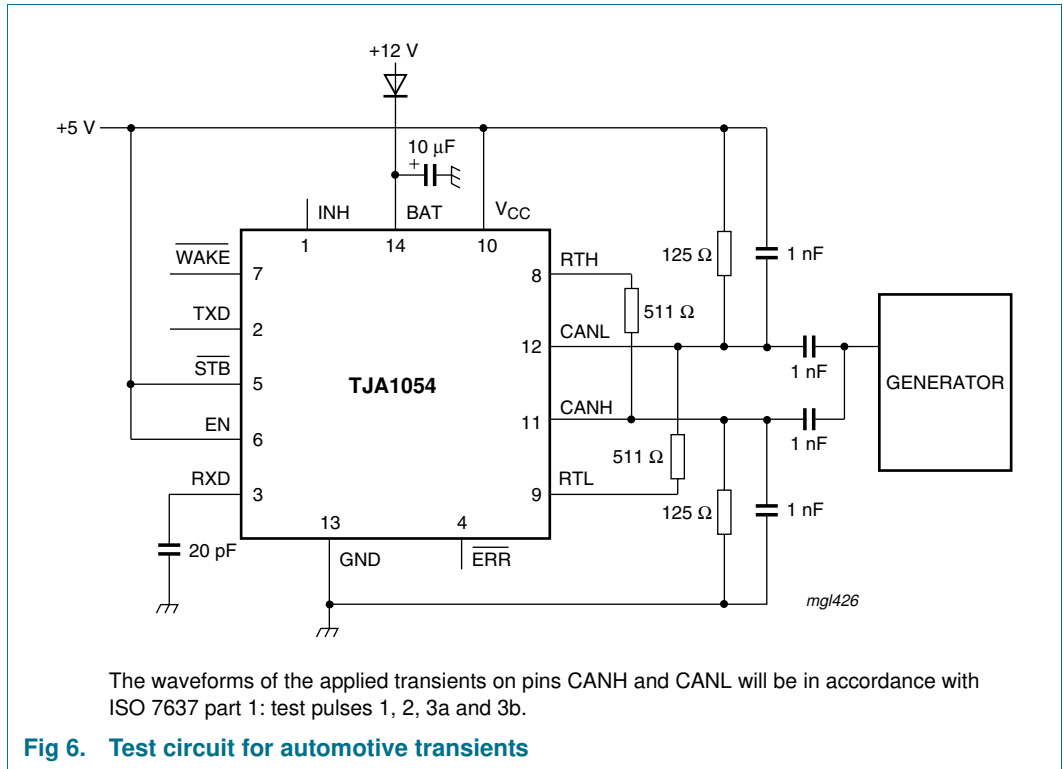 +12 V
+5 V
10 μF
+
INH
BAT
VCC
1
14
10
WAKE
7
TXD
2
STB
5
EN
6
RXD
3
TJA1054
8
RTH
12
CANL
11
CANH
9
RTL
13
GND
4
ERR
20 pF
511 Ω
511 Ω
125 Ω
1 nF
1 nF
1 nF
125 Ω
1 nF
GENERATOR
mgl426
The waveforms of the applied transients on pins CANH and CANL will be in accordance with
ISO 7637 part 1: test pulses 1, 2, 3a and 3b.
Fig 6. Test circuit for automotive transients